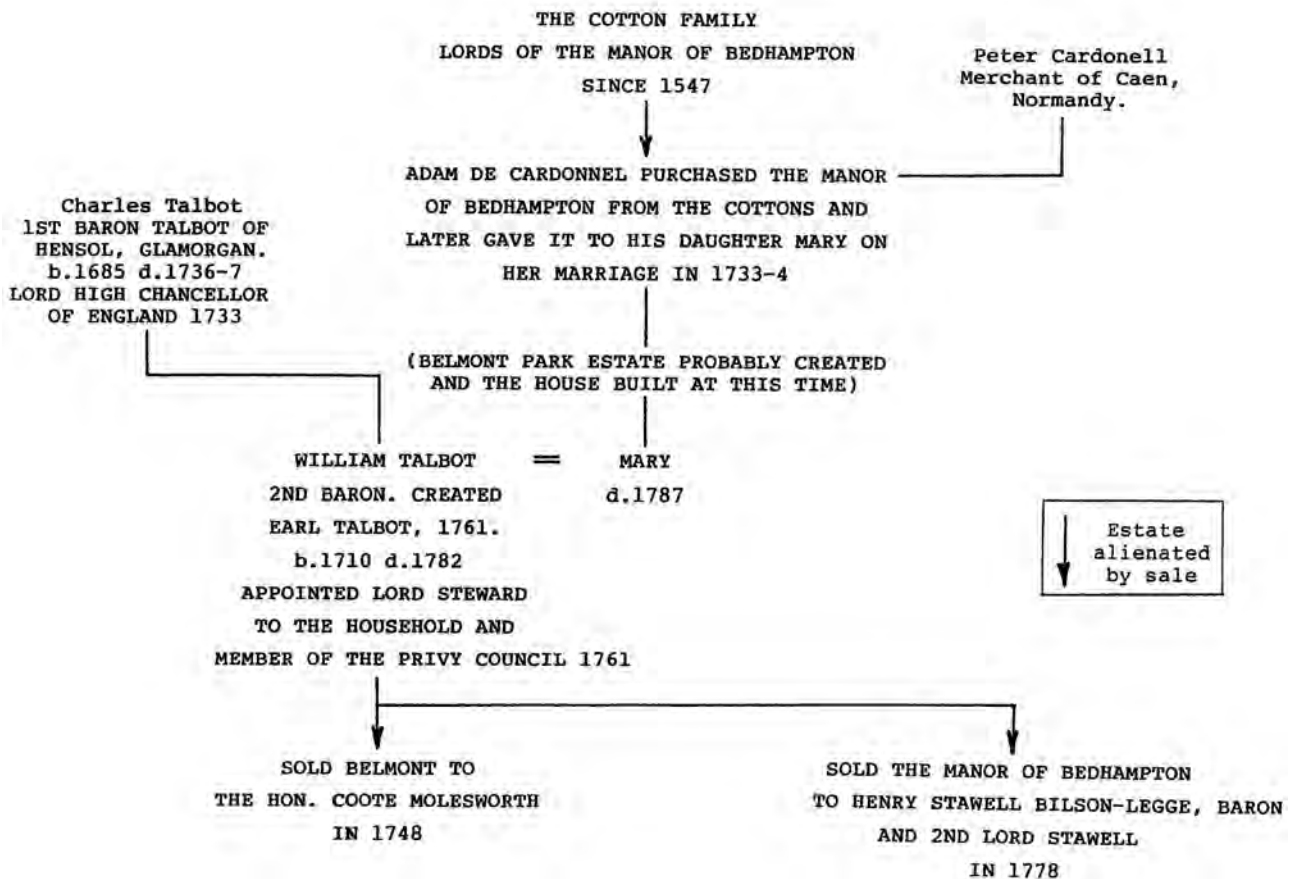 THE COTTON FAMILY
LORDS OF THE MANOR OF BEDHAMPTON
SINCE 1547
Peter Cardonell
Merchant of Caen,
Normandy.
ADAM DE CARDONNEL PURCHASED THE MANOR
OF BEDHAMPTON FROM THE COTTONS AND
LATER GAVE IT TO HIS DAUGHTER MARY ON
HER MARRIAGE IN 1733-4
Charles Talbot
1ST BARON TALBOT OF
HENSOL, GLAMORGAN.
b.1685 d.1736-7
LORD HIGH CHANCELLOR
OF ENGLAND 1733
(BELMONT PARK ESTATE PROBABLY CREATED
AND THE HOUSE BUILT AT THIS TIME)
WILLIAM TALBOT = MARY
2ND BARON. CREATED
EARL TALBOT, 1761.
b.1710 d.1782
APPOINTED LORD STEWARD
TO THE HOUSEHOLD AND
MEMBER OF THE PRIVY COUNCIL 1761
d.1787
Estate
alienated
by sale
SOLD BELMONT TO
THE HON. COOTE MOLESWORTH
IN 1748
SOLD THE MANOR OF BEDHAMPTON
TO HENRY STAWELL BILSON-LEGGE, BARON
AND 2ND LORD STAWELL
IN 1778